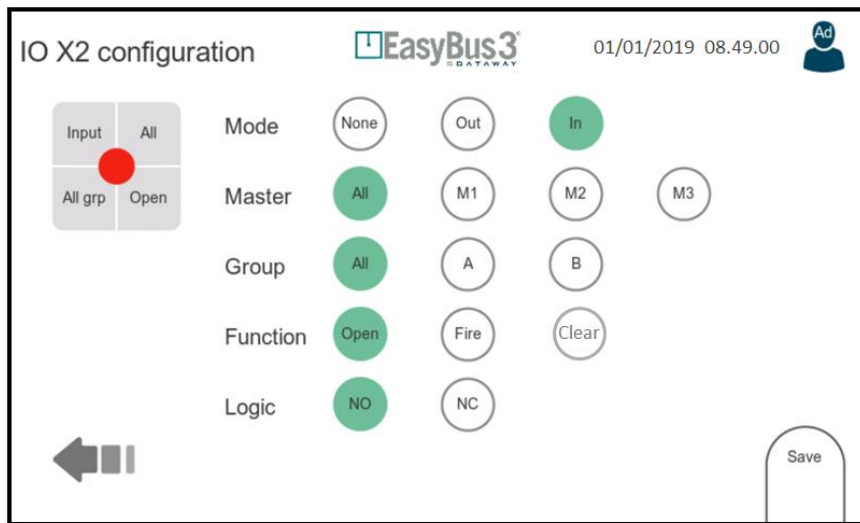 IO X2 configuration
EasyBus3
DATAWAY
01/01/2019 08.49.00
Ad
Input All
All grp Open
Mode None Out In
Master All M1 M2 M3
Group All A B
Function Open Fire Clear
Logic NO NC
Save